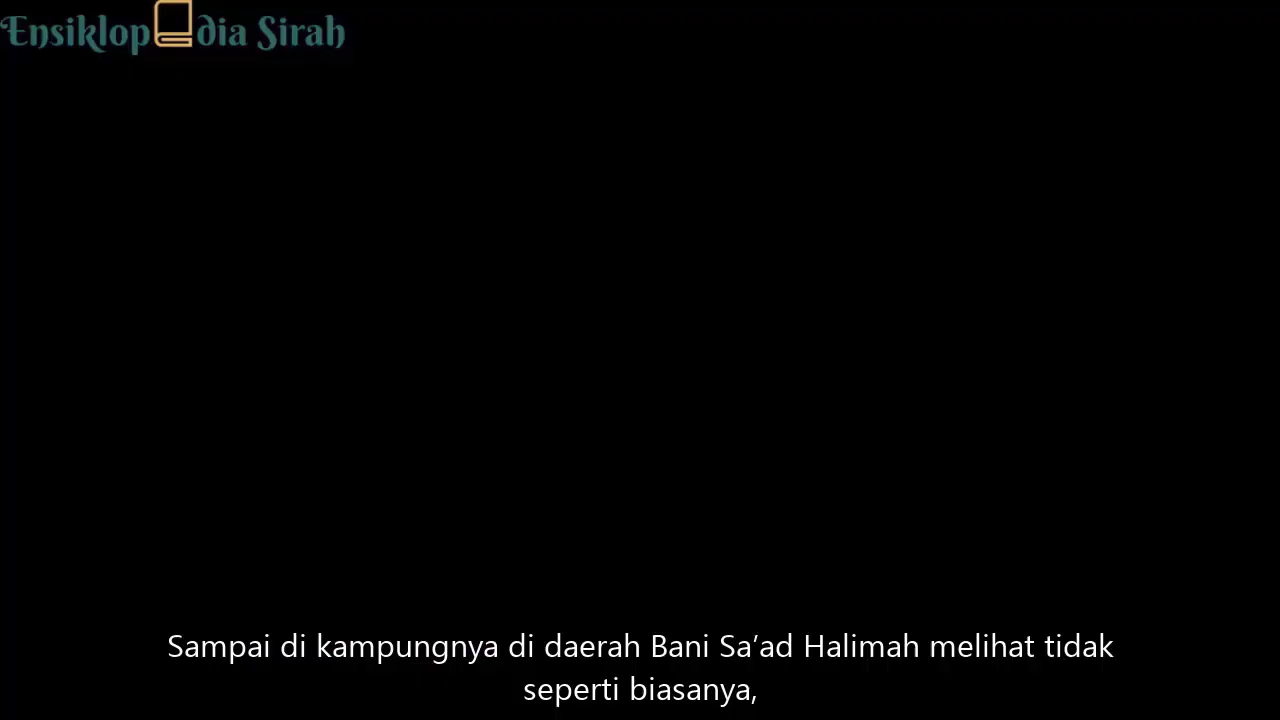 Ensiklopedia Sirah
Sampai di kampungnya di daerah Bani Sa’ad Halimah melihat tidak
seperti biasanya,